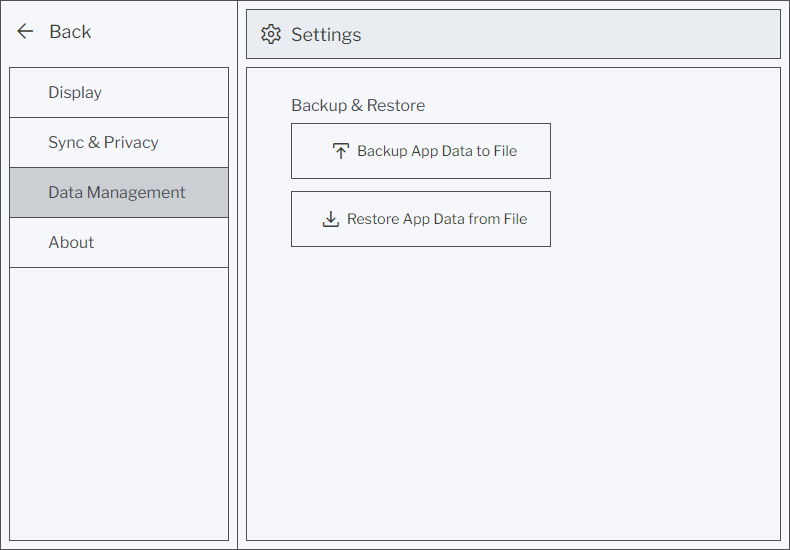 Back
Display
Sync & Privacy
Data Management
About
Settings
Backup & Restore
Backup App Data to File
Restore App Data from File